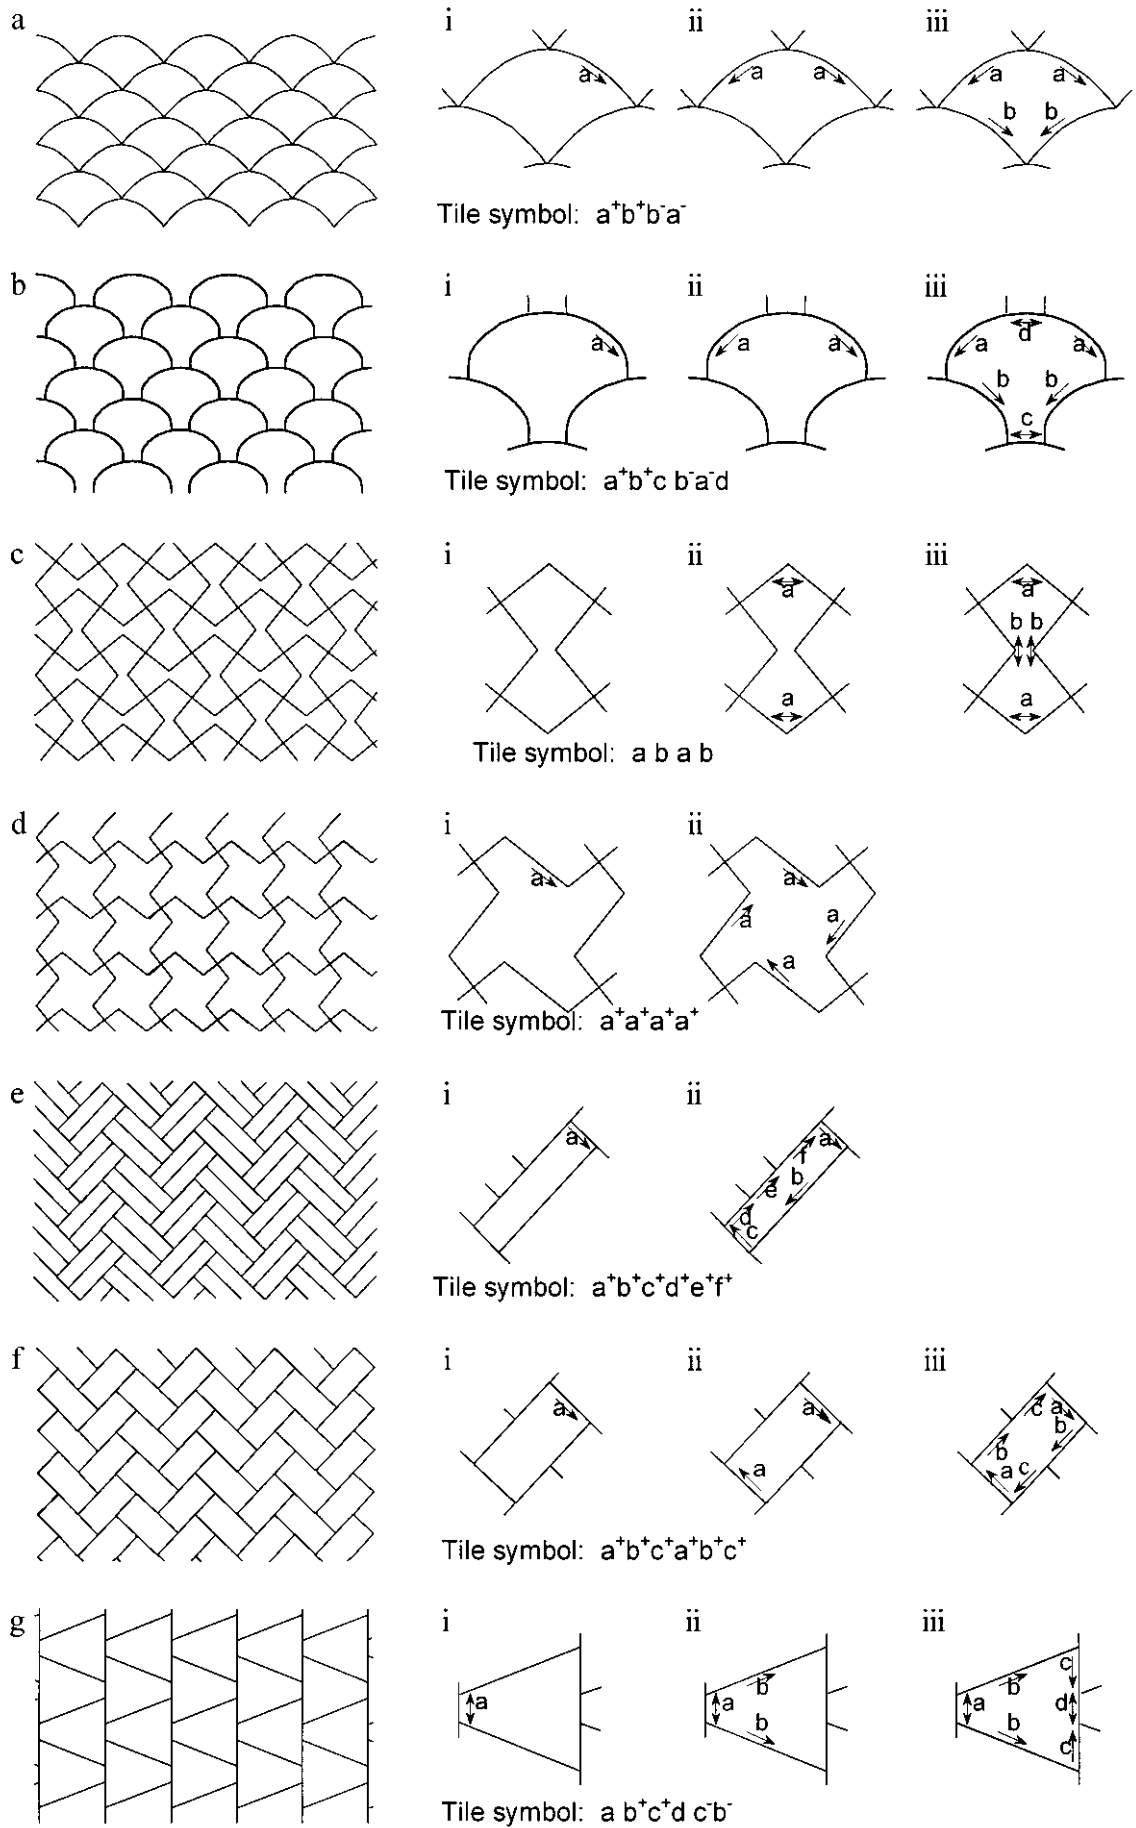 a i ii iii
a a a a a
b b
Tile symbol: a⁺b⁺b⁻a⁻
b i ii iii
d
a a a a a
b b
c
Tile symbol: a⁺b⁺c b⁻a⁻d
c i ii iii
a a
b b
a a
Tile symbol: a b a b
d i ii
a a
a a
a
Tile symbol: a⁺a⁺a⁺a⁺
e i ii
a a
f
b
e
d
c
Tile symbol: a⁺b⁺c⁺d⁺e⁺f⁺
f i ii iii
a a c a
b
b
a a c
Tile symbol: a⁺b⁺c⁺a⁺b⁺c⁺
g i ii iii
c
b b
a a a d
b b
c
Tile symbol: a b⁺c⁺d c⁻b⁻